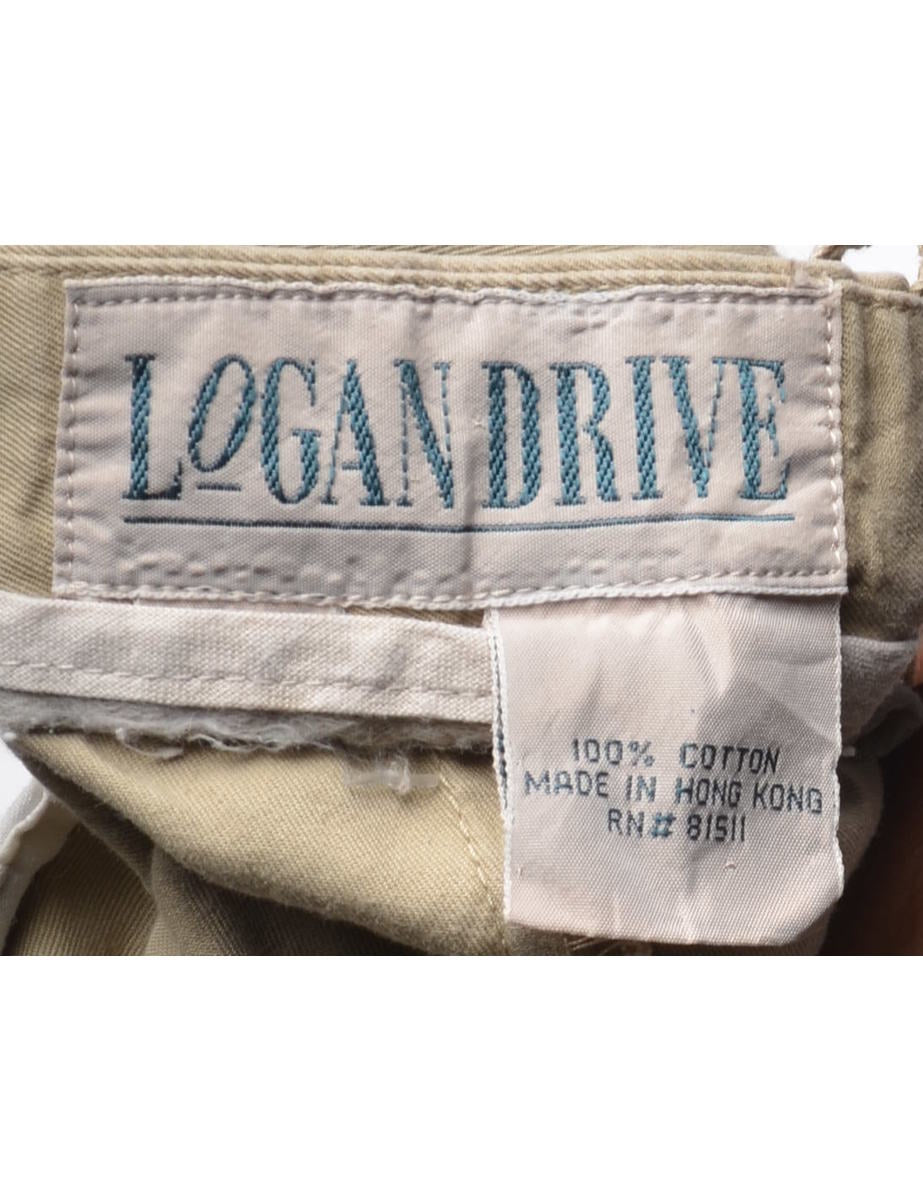 LOGAN DRIVE
100% COTTON
MADE IN HONG KONG
RN# 81511